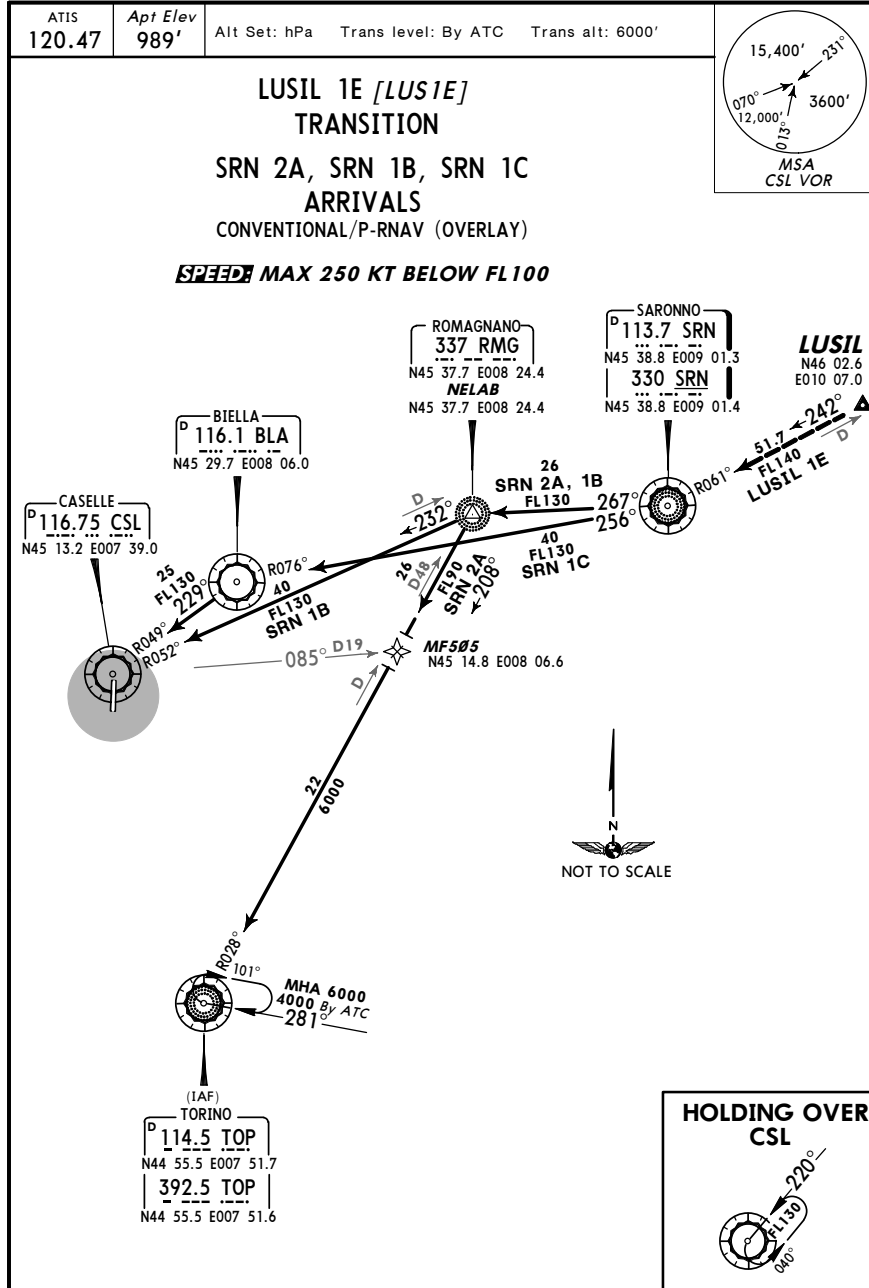 ATIS
120.47
Apt Elev
989'
Alt Set: hPa Trans level: By ATC Trans alt: 6000'
15,400'
231°
070°
12,000'
3600'
013°
MSA
CSL VOR
LUSIL 1E [LUS1E]
TRANSITION
SRN 2A, SRN 1B, SRN 1C
ARRIVALS
CONVENTIONAL/P-RNAV (OVERLAY)
SPEED: MAX 250 KT BELOW FL100
ROMAGNANO
337 RMG
N45 37.7 E008 24.4
NELAB
N45 37.7 E008 24.4
SARONNO
D 113.7 SRN
N45 38.8 E009 01.3
330 SRN
N45 38.8 E009 01.4
LUSIL
N46 02.6
E010 07.0
BIELLA
D 116.1 BLA
N45 29.7 E008 06.0
CASELLE
D 116.75 CSL
N45 13.2 E007 39.0
242°
D
51.7
FL140
LUSIL 1E
R061°
26
SRN 2A, 1B
FL130
267°
256°
40
FL130
SRN 1C
D
232°
R076°
40
FL130
SRN 1B
25
FL130
229°
R049°
R052°
26
D48
FL90
SRN 2A
208°
085° D19
MF505
N45 14.8 E008 06.6
D
22
6000
N
NOT TO SCALE
R028°
101°
MHA 6000
4000 By ATC
281°
(IAF)
TORINO
D 114.5 TOP
N44 55.5 E007 51.7
392.5 TOP
N44 55.5 E007 51.6
HOLDING OVER
CSL
220°
FL130
040°